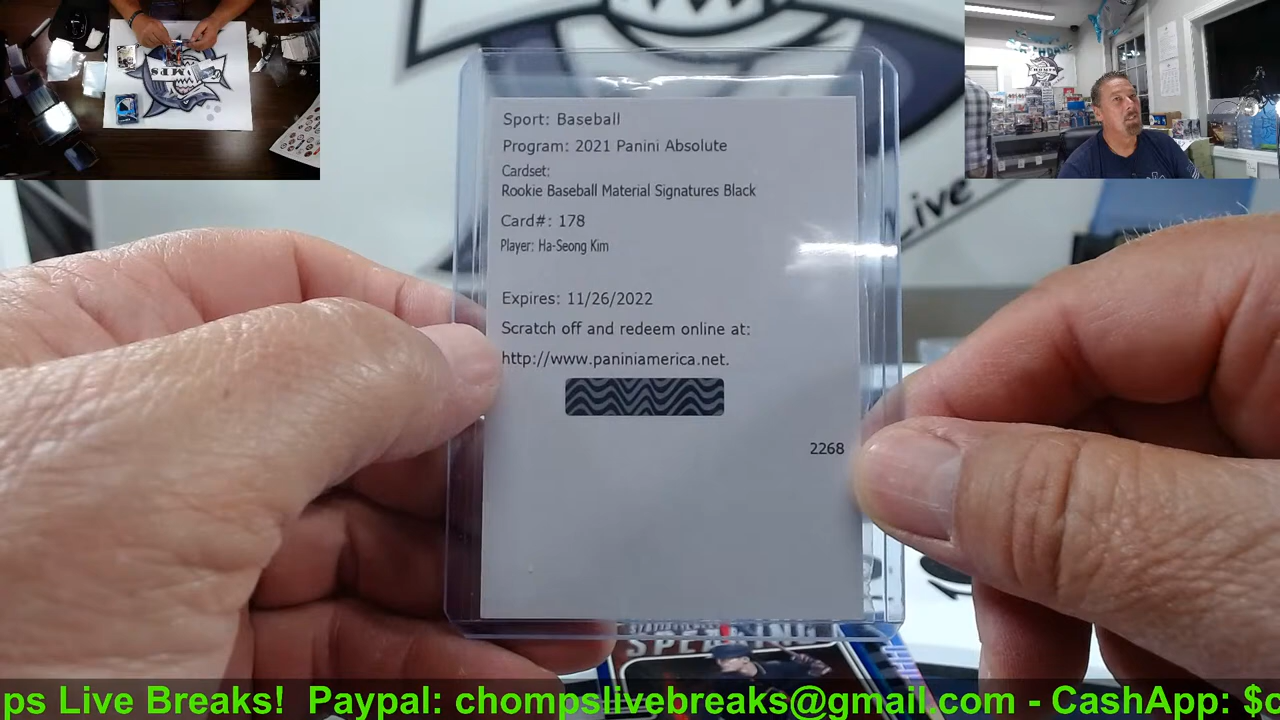 Sport: Baseball
Program: 2021 Panini Absolute
Cardset:
Rookie Baseball Material Signatures Black
Card#: 178
Player: Ha-Seong Kim
Expires: 11/26/2022
Scratch off and redeem online at:
http://www.paniniamerica.net.
2268
Live
SPEAKING
ps Live Breaks! Paypal: chompslivebreaks@gmail.com - CashApp: $c